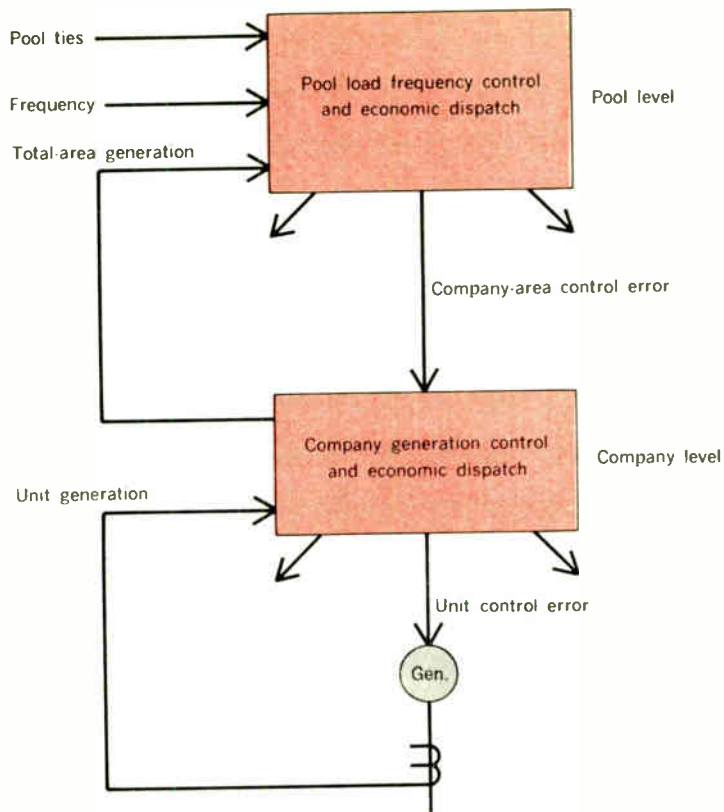 Pool ties
Pool load frequency control
and economic dispatch
Pool level
Frequency
Total-area generation
Company-area control error
Company generation control
and economic dispatch
Company level
Unit generation
Unit control error
Gen.